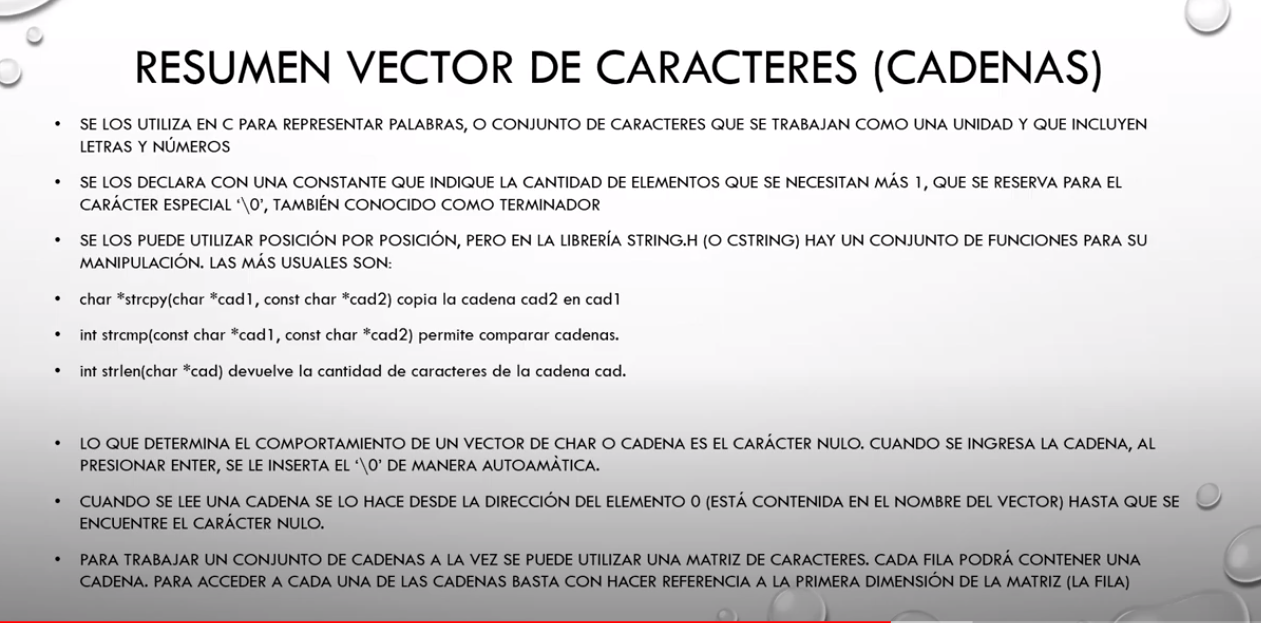 RESUMEN VECTOR DE CARACTERES (CADENAS)
• SE LOS UTILIZA EN C PARA REPRESENTAR PALABRAS, O CONJUNTO DE CARACTERES QUE SE TRABAJAN COMO UNA UNIDAD Y QUE INCLUYEN
LETRAS Y NÚMEROS
• SE LOS DECLARA CON UNA CONSTANTE QUE INDIQUE LA CANTIDAD DE ELEMENTOS QUE SE NECESITAN MÁS 1, QUE SE RESERVA PARA EL
CARÁCTER ESPECIAL ‘\0’, TAMBIÉN CONOCIDO COMO TERMINADOR
• SE LOS PUEDE UTILIZAR POSICIÓN POR POSICIÓN, PERO EN LA LIBRERÍA STRING.H (O CSTRING) HAY UN CONJUNTO DE FUNCIONES PARA SU
MANIPULACIÓN. LAS MÁS USUALES SON:
• char *strcpy(char *cad1, const char *cad2) copia la cadena cad2 en cad1
• int strcmp(const char *cad1, const char *cad2) permite comparar cadenas.
• int strlen(char *cad) devuelve la cantidad de caracteres de la cadena cad.
• LO QUE DETERMINA EL COMPORTAMIENTO DE UN VECTOR DE CHAR O CADENA ES EL CARÁCTER NULO. CUANDO SE INGRESA LA CADENA, AL
PRESIONAR ENTER, SE LE INSERTA EL ‘\0’ DE MANERA AUTOAMÀTICA.
• CUANDO SE LEE UNA CADENA SE LO HACE DESDE LA DIRECCIÓN DEL ELEMENTO 0 (ESTÁ CONTENIDA EN EL NOMBRE DEL VECTOR) HASTA QUE SE
ENCUENTRE EL CARÁCTER NULO.
• PARA TRABAJAR UN CONJUNTO DE CADENAS A LA VEZ SE PUEDE UTILIZAR UNA MATRIZ DE CARACTERES. CADA FILA PODRÁ CONTENER UNA
CADENA. PARA ACCEDER A CADA UNA DE LAS CADENAS BASTA CON HACER REFERENCIA A LA PRIMERA DIMENSIÓN DE LA MATRIZ (LA FILA)